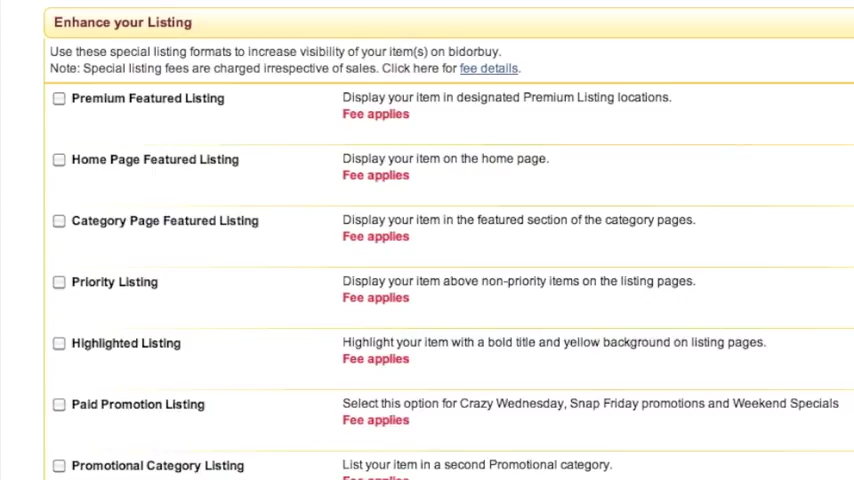 Enhance your Listing
Use these special listing formats to increase visibility of your item(s) on bidorbuy.
Note: Special listing fees are charged irrespective of sales. Click here for fee details.
Premium Featured Listing
Display your item in designated Premium Listing locations.
Fee applies
Home Page Featured Listing
Display your item on the home page.
Fee applies
Category Page Featured Listing
Display your item in the featured section of the category pages.
Fee applies
Priority Listing
Display your item above non-priority items on the listing pages.
Fee applies
Highlighted Listing
Highlight your item with a bold title and yellow background on listing pages.
Fee applies
Paid Promotion Listing
Select this option for Crazy Wednesday, Snap Friday promotions and Weekend Specials
Fee applies
Promotional Category Listing
List your item in a second Promotional category.
Fee applies